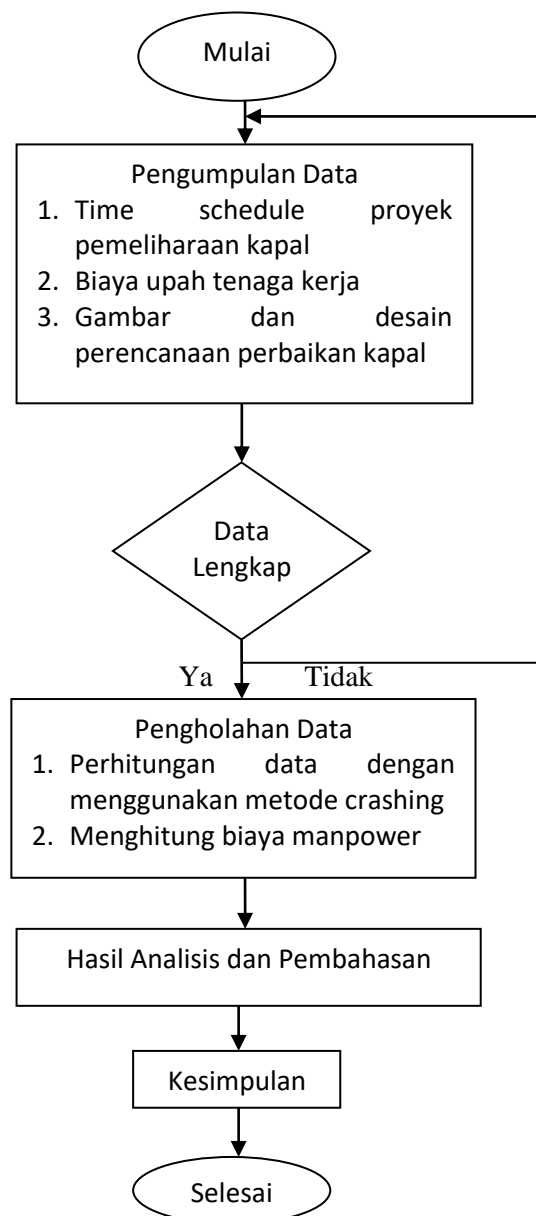 Mulai
Pengumpulan Data
1. Time schedule proyek
pemeliharaan kapal
2. Biaya upah tenaga kerja
3. Gambar dan desain
perencanaan perbaikan kapal
Data
Lengkap
Ya Tidak
Pengholahan Data
1. Perhitungan data dengan
menggunakan metode crashing
2. Menghitung biaya manpower
Hasil Analisis dan Pembahasan
Kesimpulan
Selesai